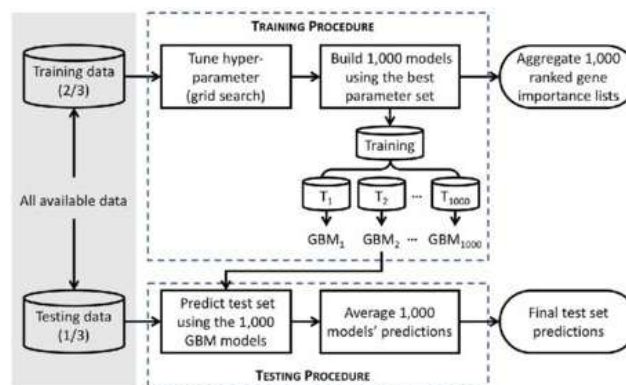 TRAINING PROCEDURE
Training data
(2/3)
Tune hyper-
parameter
(grid search)
Build 1,000 models
using the best
parameter set
Aggregate 1,000
ranked gene
importance lists
Training
T1 T2 ... T1000
GBM1 GBM2 ... GBM1000
All available data
Testing data
(1/3)
Predict test set
using the 1,000
GBM models
Average 1,000
models' predictions
Final test set
predictions
TESTING PROCEDURE